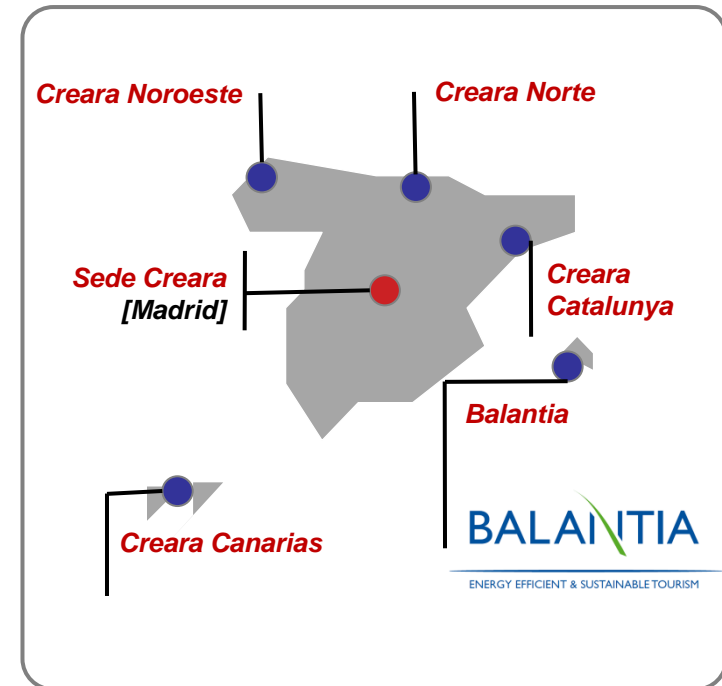 Creara Noroeste
Creara Norte
Sede Creara
[Madrid]
Creara
Catalunya
Balantia
Creara Canarias
BALANTIA
ENERGY EFFICIENT & SUSTAINABLE TOURISM